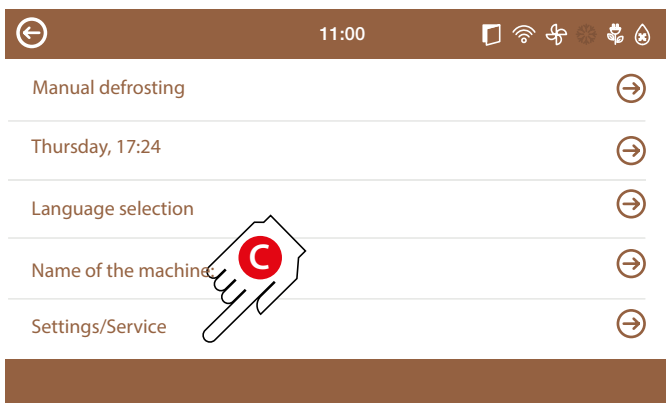 11:00
Manual defrosting
Thursday, 17:24
Language selection
C
Name of the machine:
Settings/Service